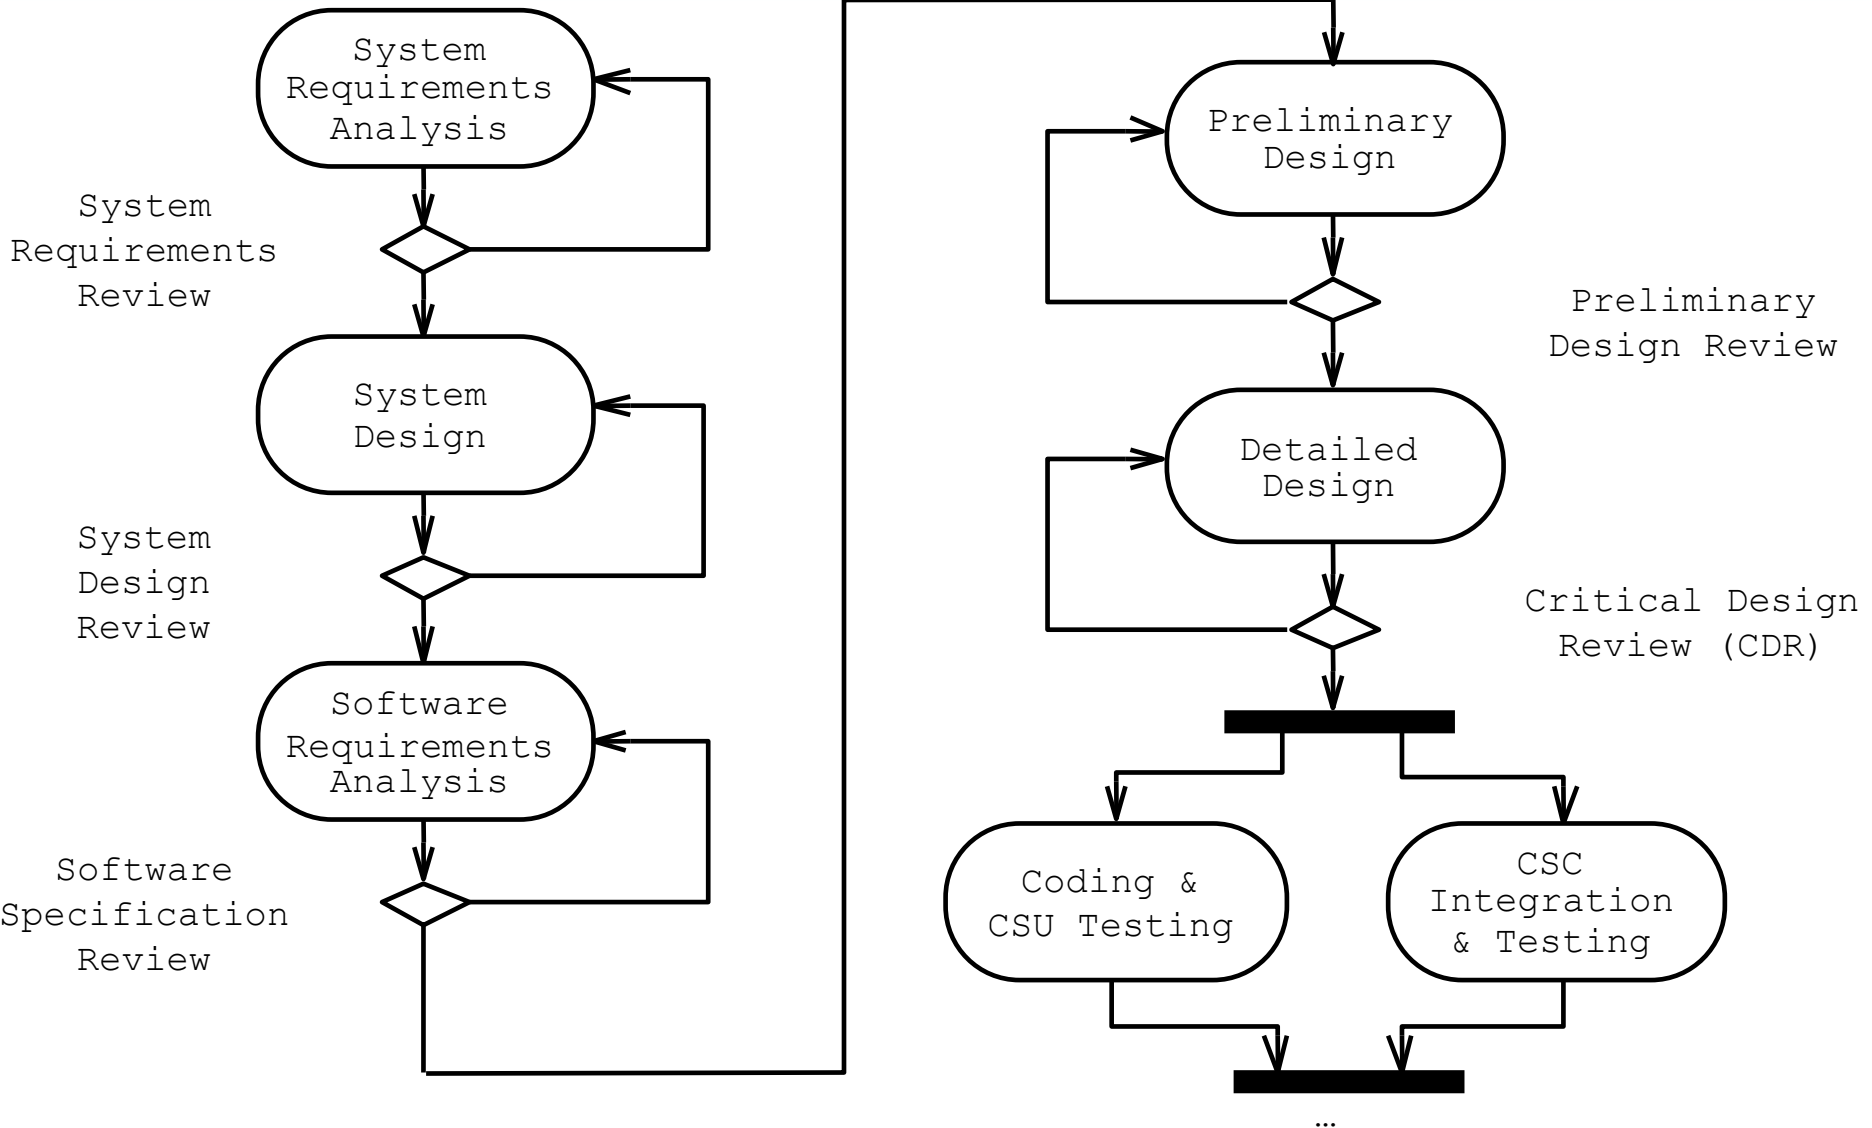 System
Requirements
Analysis
System
Requirements
Review
System
Design
System
Design
Review
Software
Requirements
Analysis
Software
Specification
Review
Preliminary
Design
Preliminary
Design Review
Detailed
Design
Critical Design
Review (CDR)
Coding &
CSU Testing
CSC
Integration
& Testing
…